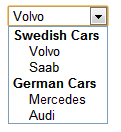 Volvo
Swedish Cars
Volvo
Saab
German Cars
Mercedes
Audi